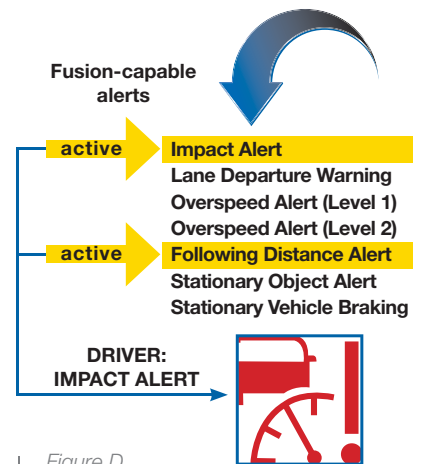 Fusion-capable
alerts
active
Impact Alert
Lane Departure Warning
Overspeed Alert (Level 1)
Overspeed Alert (Level 2)
active
Following Distance Alert
Stationary Object Alert
Stationary Vehicle Braking
DRIVER:
IMPACT ALERT
Figure D